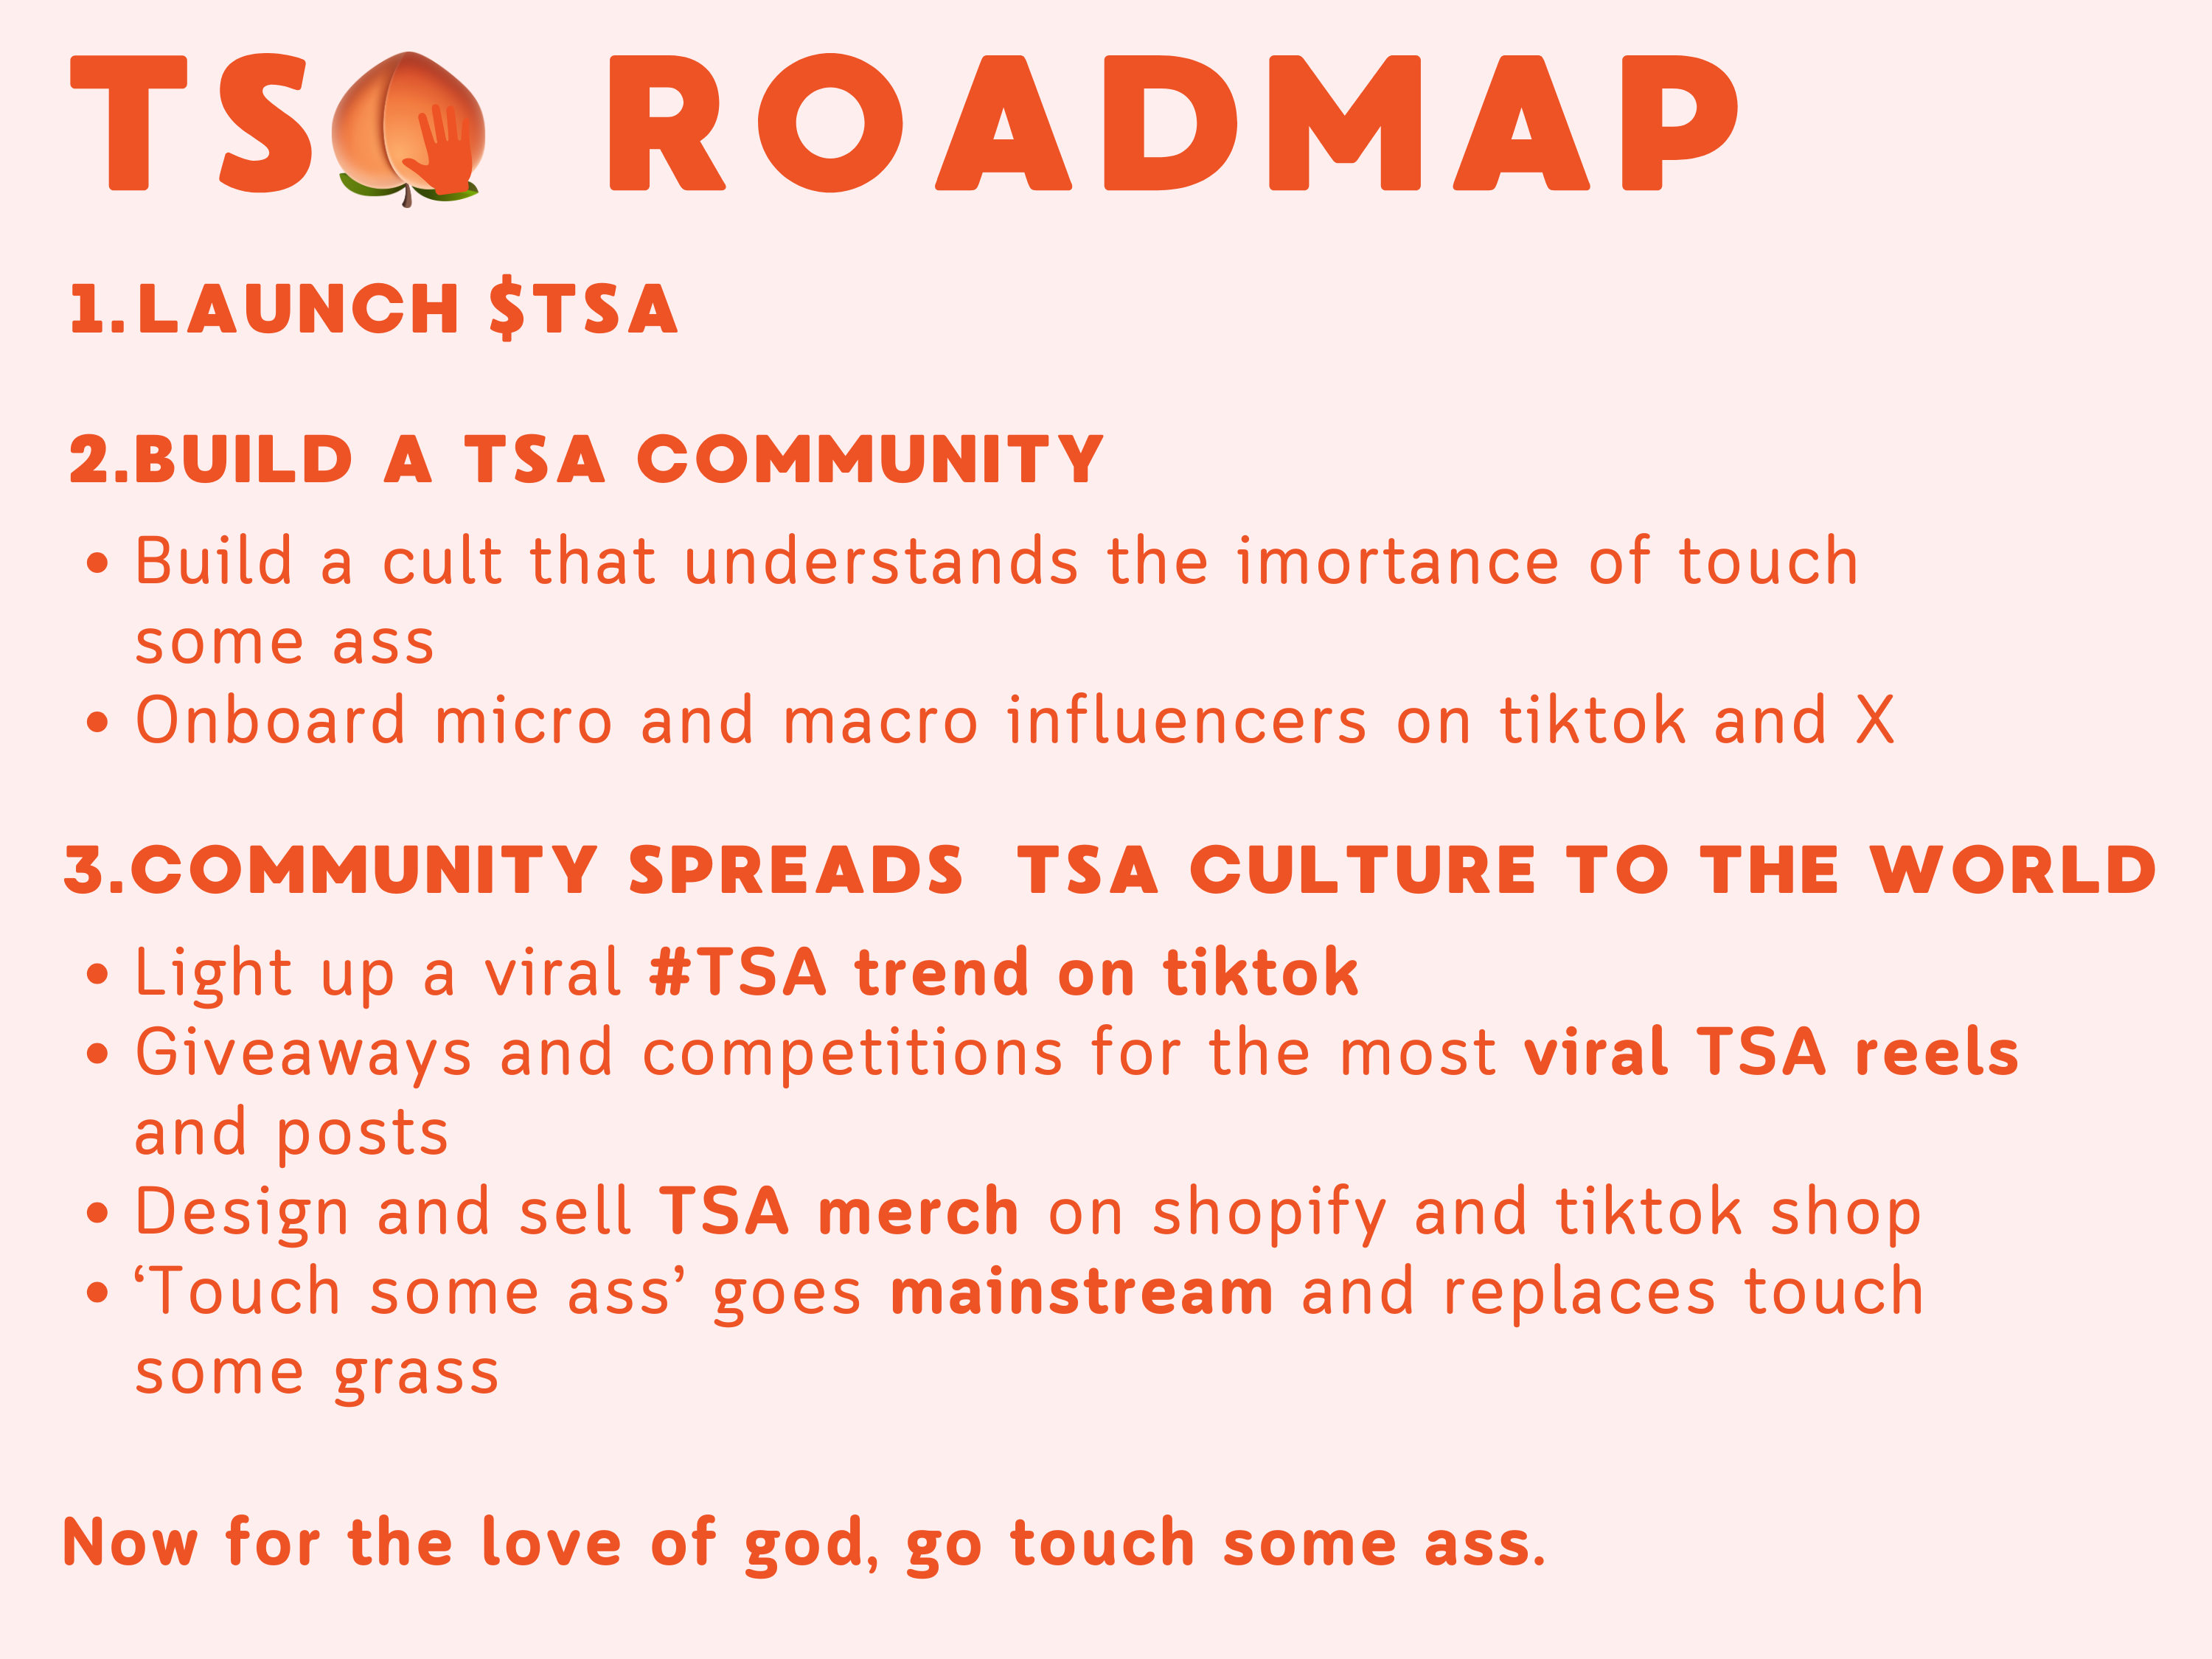 TS🍑 ROADMAP
1. LAUNCH $TSA
2.BUILD A TSA COMMUNITY
• Build a cult that understands the imortance of touch
some ass
• Onboard micro and macro influencers on tiktok and X
3.COMMUNITY SPREADS TSA CULTURE TO THE WORLD
• Light up a viral #TSA trend on tiktok
• Giveaways and competitions for the most viral TSA reels
and posts
• Design and sell TSA merch on shopify and tiktok shop
• ‘Touch some ass’ goes mainstream and replaces touch
some grass
Now for the love of god, go touch some ass.